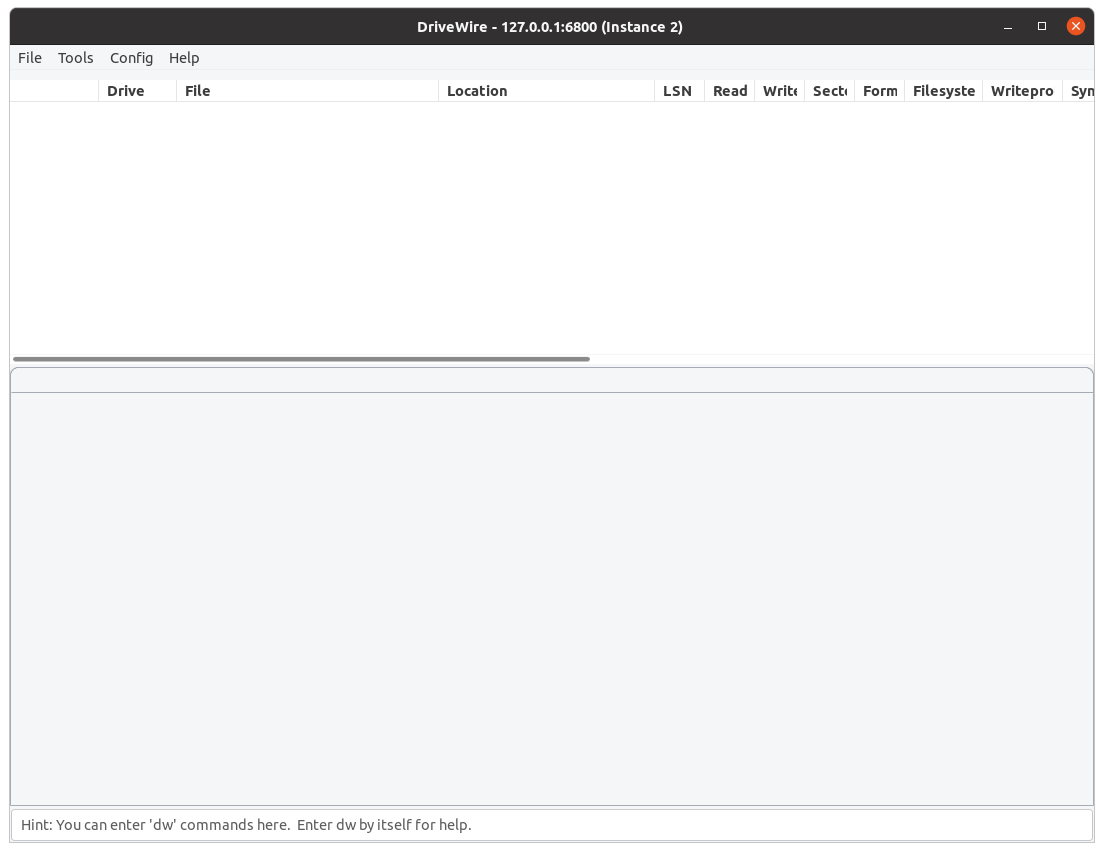 DriveWire - 127.0.0.1:6800 (Instance 2)
File Tools Config Help
Drive File Location LSN Read Write Secto Form Filesyste Writepro Syn
Hint: You can enter 'dw' commands here.  Enter dw by itself for help.